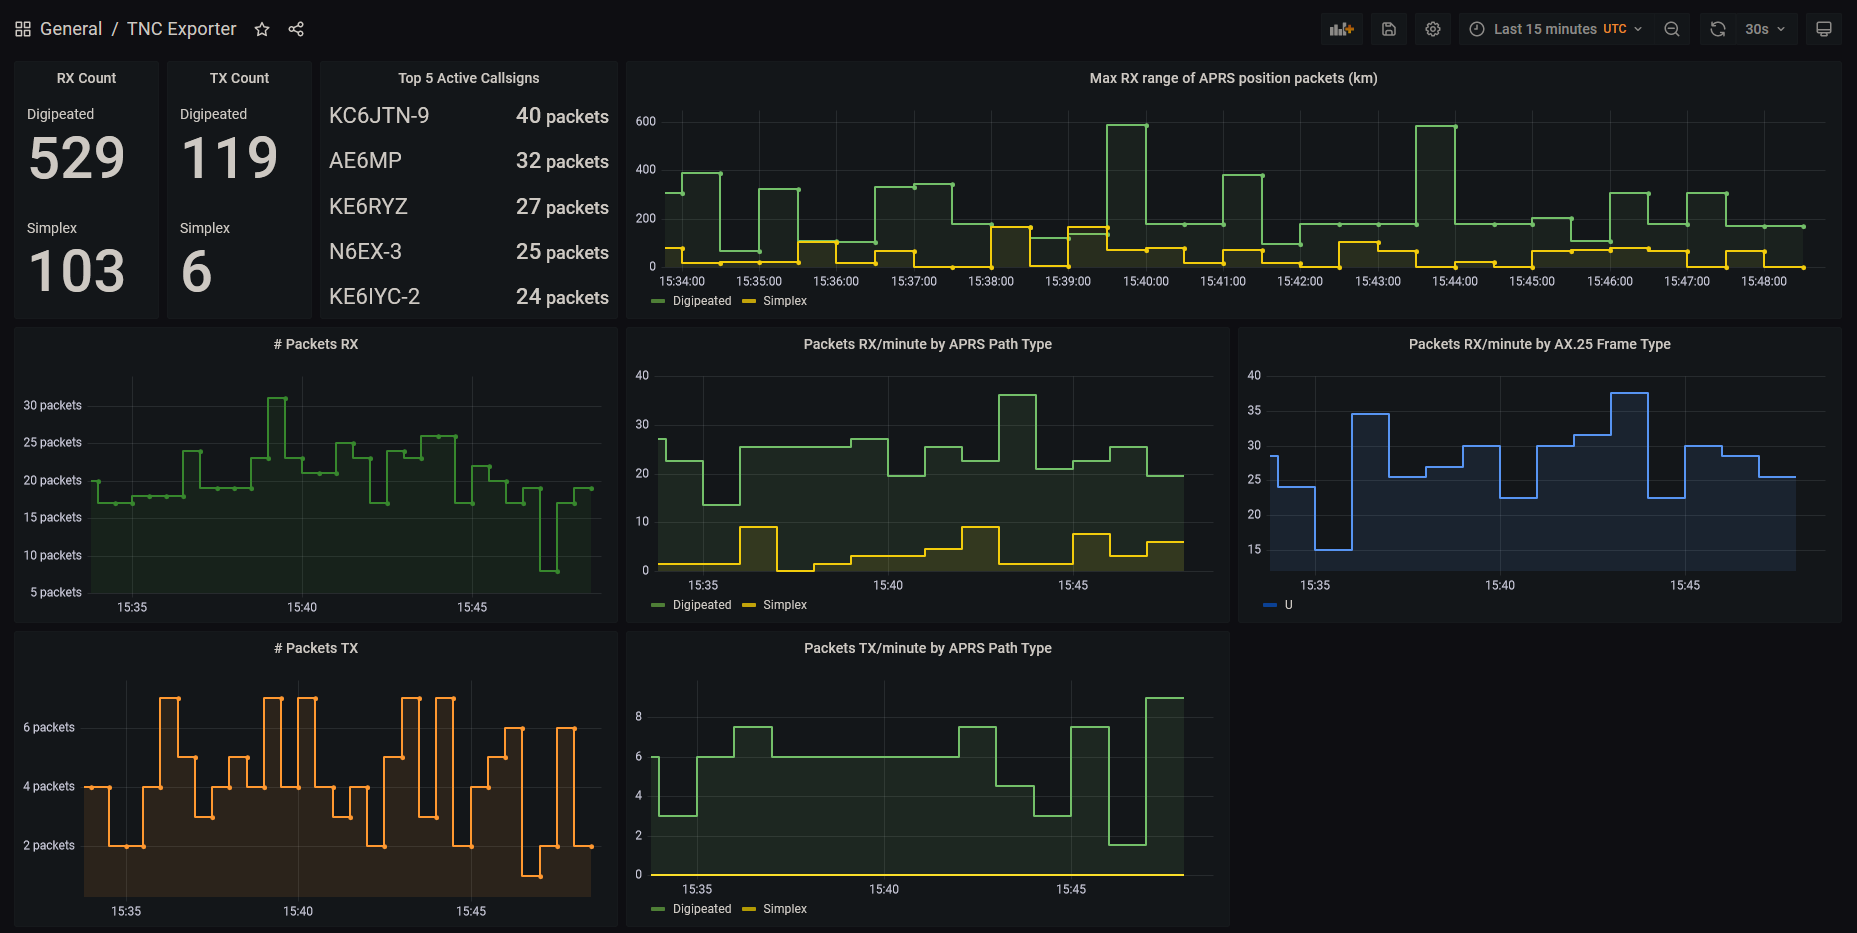 General / TNC Exporter
Last 15 minutes UTC
30s
RX Count
Digipeated
529
Simplex
103
TX Count
Digipeated
119
Simplex
6
Top 5 Active Callsigns
KC6JTN-9 40 packets
AE6MP 32 packets
KE6RYZ 27 packets
N6EX-3 25 packets
KE6IYC-2 24 packets
Max RX range of APRS position packets (km)
600
400
200
0
15:34:00 15:35:00 15:36:00 15:37:00 15:38:00 15:39:00 15:40:00 15:41:00 15:42:00 15:43:00 15:44:00 15:45:00 15:46:00 15:47:00 15:48:00
Digipeated Simplex
# Packets RX
30 packets
25 packets
20 packets
15 packets
10 packets
5 packets
15:35 15:40 15:45
Packets RX/minute by APRS Path Type
40
30
20
10
0
15:35 15:40 15:45
Digipeated Simplex
Packets RX/minute by AX.25 Frame Type
40
35
30
25
20
15
15:35 15:40 15:45
U
# Packets TX
6 packets
4 packets
2 packets
15:35 15:40 15:45
Packets TX/minute by APRS Path Type
8
6
4
2
0
15:35 15:40 15:45
Digipeated Simplex